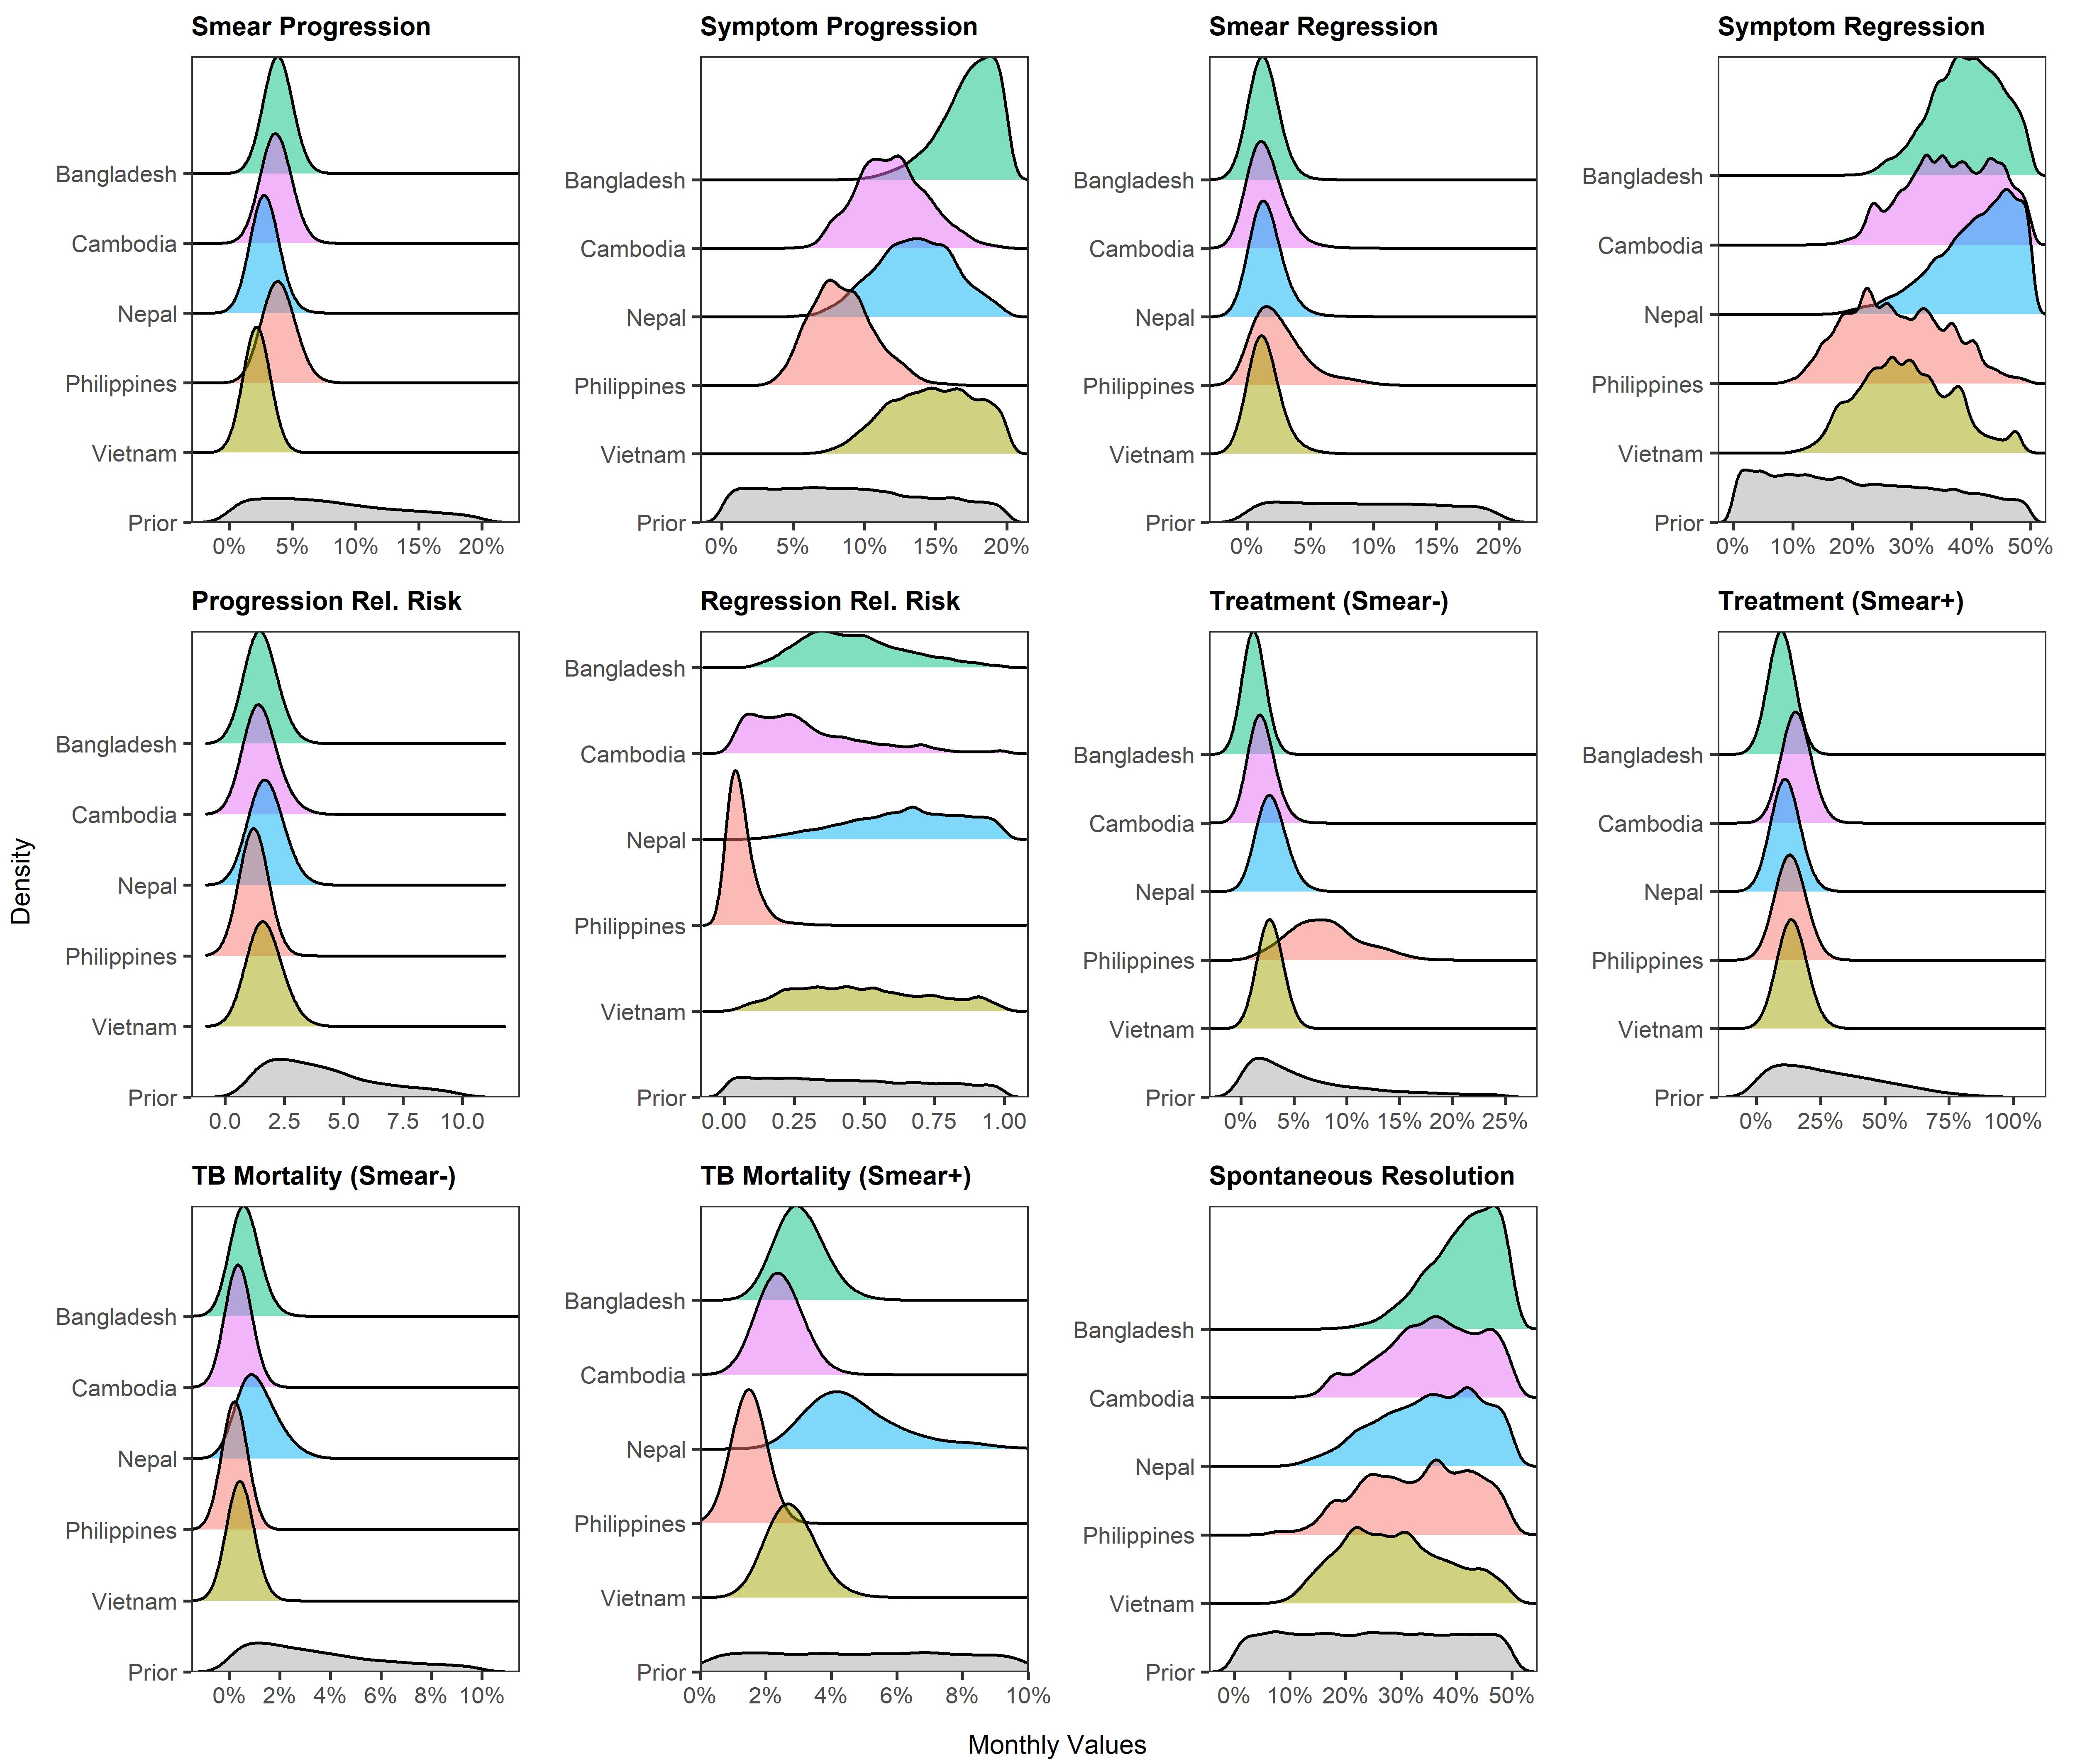 Smear Progression
Symptom Progression
Smear Regression
Symptom Regression
Bangladesh
Cambodia
Nepal
Philippines
Vietnam
Prior
0% 5% 10% 15% 20%
Bangladesh
Cambodia
Nepal
Philippines
Vietnam
Prior
0% 5% 10% 15% 20%
Bangladesh
Cambodia
Nepal
Philippines
Vietnam
Prior
0% 5% 10% 15% 20%
Bangladesh
Cambodia
Nepal
Philippines
Vietnam
Prior
0% 10% 20% 30% 40% 50%
Progression Rel. Risk
Regression Rel. Risk
Treatment (Smear-)
Treatment (Smear+)
Density
Bangladesh
Cambodia
Nepal
Philippines
Vietnam
Prior
0.0 2.5 5.0 7.5 10.0
Bangladesh
Cambodia
Nepal
Philippines
Vietnam
Prior
0.00 0.25 0.50 0.75 1.00
Bangladesh
Cambodia
Nepal
Philippines
Vietnam
Prior
0% 5% 10% 15% 20% 25%
Bangladesh
Cambodia
Nepal
Philippines
Vietnam
Prior
0% 25% 50% 75% 100%
TB Mortality (Smear-)
TB Mortality (Smear+)
Spontaneous Resolution
Bangladesh
Cambodia
Nepal
Philippines
Vietnam
Prior
0% 2% 4% 6% 8% 10%
Bangladesh
Cambodia
Nepal
Philippines
Vietnam
Prior
0% 2% 4% 6% 8% 10%
Bangladesh
Cambodia
Nepal
Philippines
Vietnam
Prior
0% 10% 20% 30% 40% 50%
Monthly Values